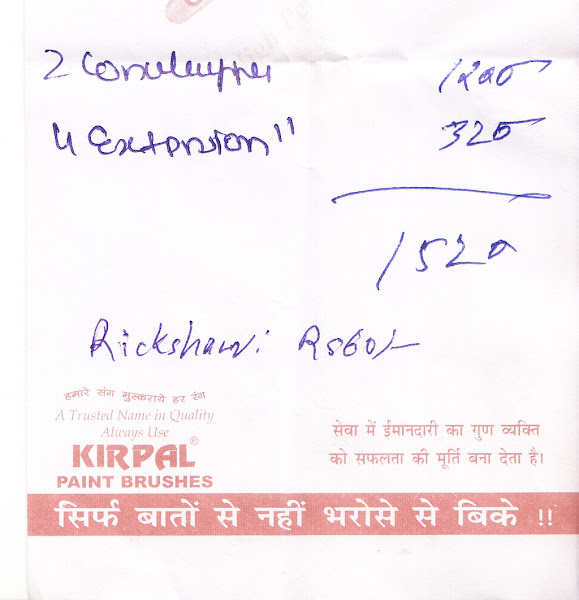 2 1200
4 Extension " 320
1520
Rickshaw: Rs60/-
हमारे संग मुस्कराये हर रंग
A Trusted Name in Quality
Always Use
KIRPAL®
PAINT BRUSHES
सेवा में ईमानदारी का गुण व्यक्ति
को सफलता की मूर्ति बना देता है।
सिर्फ बातों से नहीं भरोसे से बिके !!